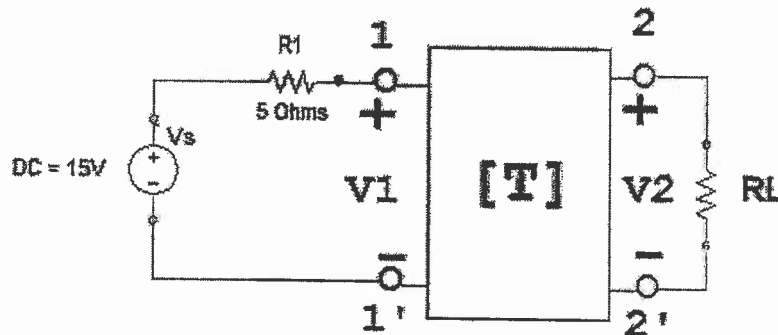 R1
1
2
5 Ohms
+
+
Vs
+
-
DC = 15V
V1
[T]
V2
RL
-
-
1'
2'